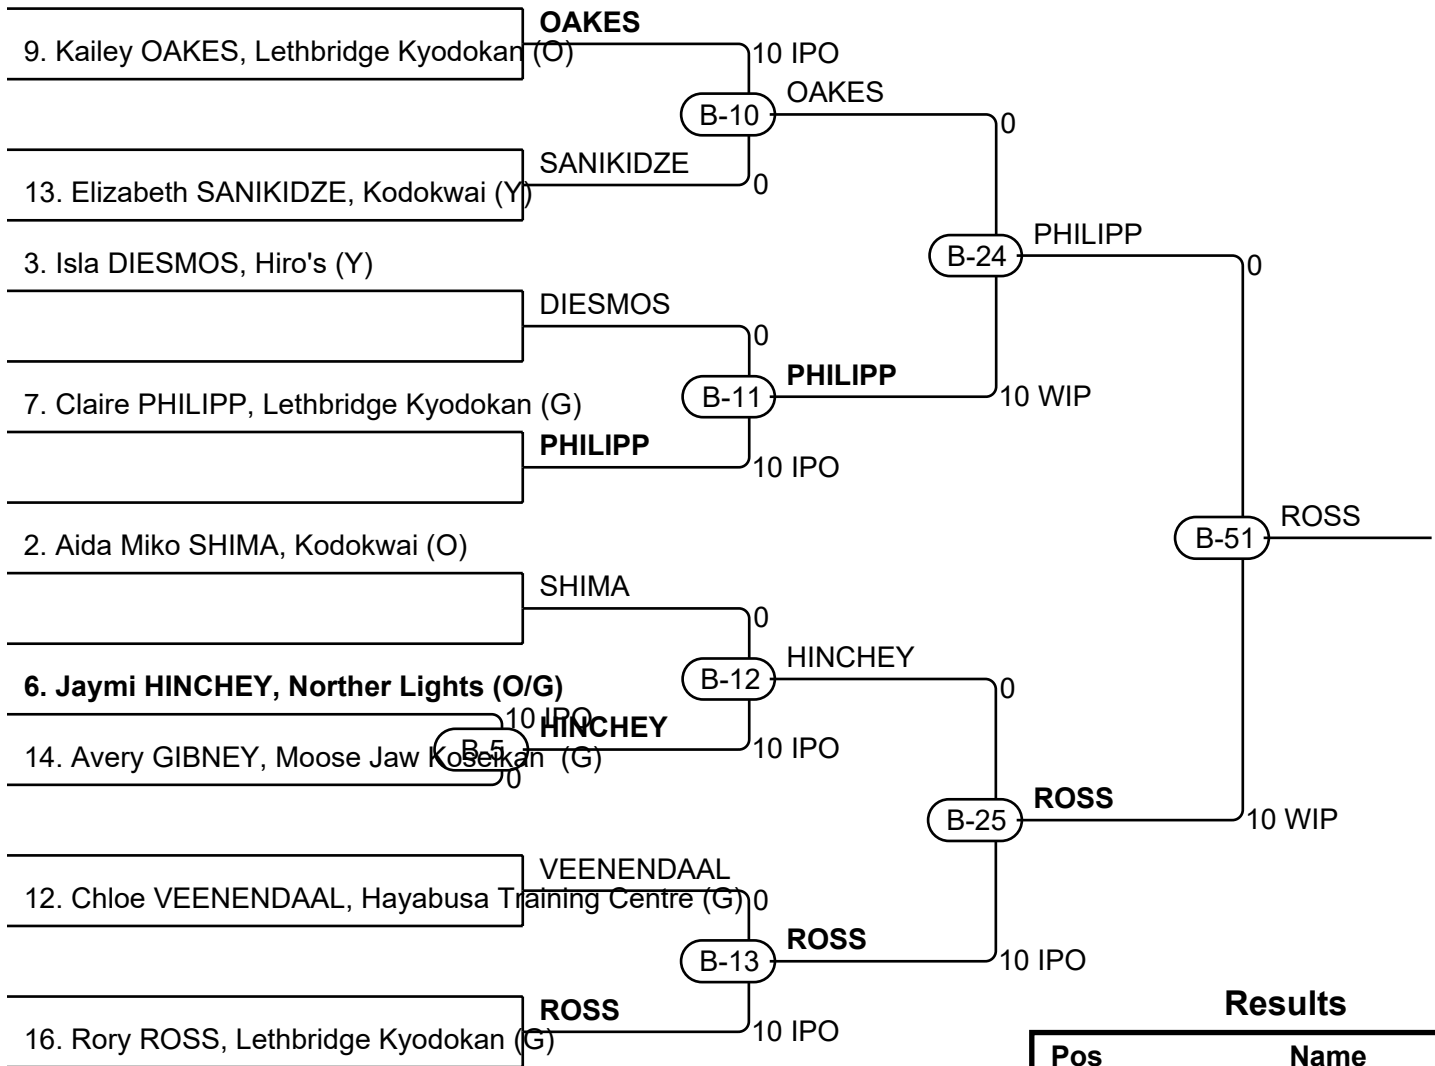 OAKES
9. Kailey OAKES, Lethbridge Kyodokan (O)
10 IPO
OAKES
B-10
0
SANIKIDZE
0
13. Elizabeth SANIKIDZE, Kodokwai (Y)
PHILIPP
B-24
0
3. Isla DIESMOS, Hiro's (Y)
DIESMOS
0
PHILIPP
B-11
10 WIP
7. Claire PHILIPP, Lethbridge Kyodokan (G)
PHILIPP
10 IPO
ROSS
B-51
2. Aida Miko SHIMA, Kodokwai (O)
SHIMA
0
HINCHEY
B-12
0
6. Jaymi HINCHEY, Norther Lights (O/G)
10 IPO
HINCHEY
B-5
10 IPO
14. Avery GIBNEY, Moose Jaw Koseikan (G)
0
ROSS
B-25
10 WIP
VEENENDAAL
12. Chloe VEENENDAAL, Hayabusa Training Centre (G)
0
ROSS
B-13
10 IPO
ROSS
10 IPO
16. Rory ROSS, Lethbridge Kyodokan (G)
Results
Pos Name